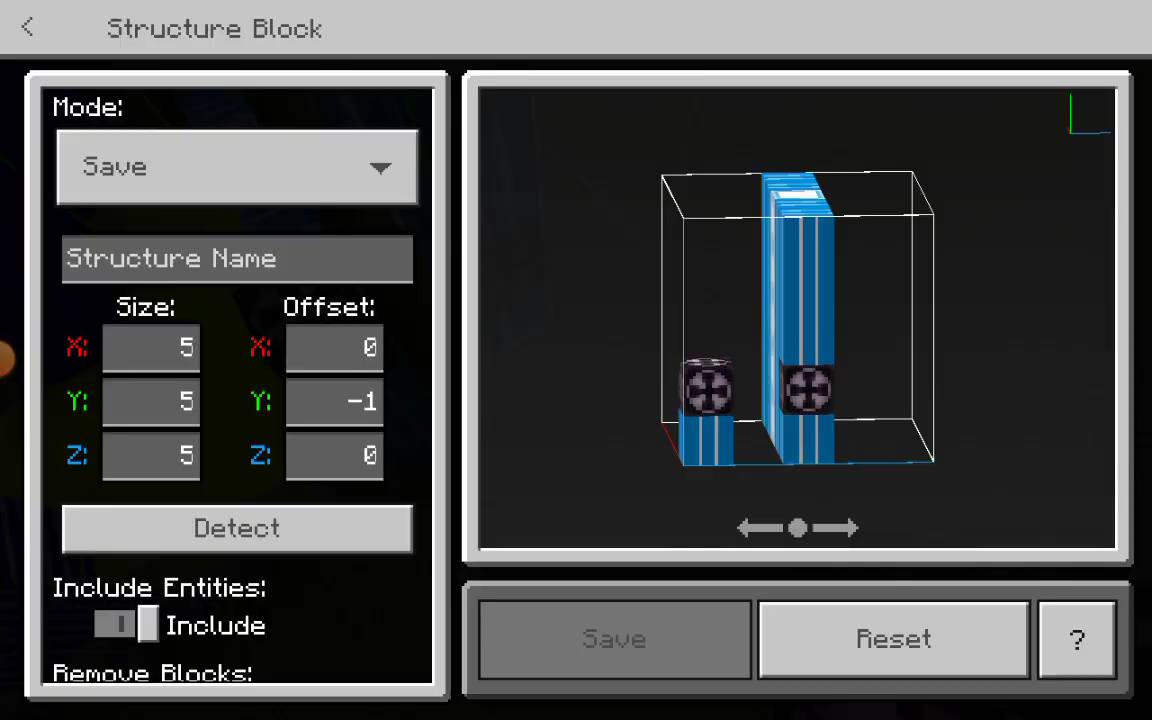 Structure Block
Mode:
Save
Structure Name
Size: Offset:
X: 5 X: 0
Y: 5 Y: -1
Z: 5 Z: 0
Detect
Include Entities:
Include
Remove Blocks:
Save Reset ?